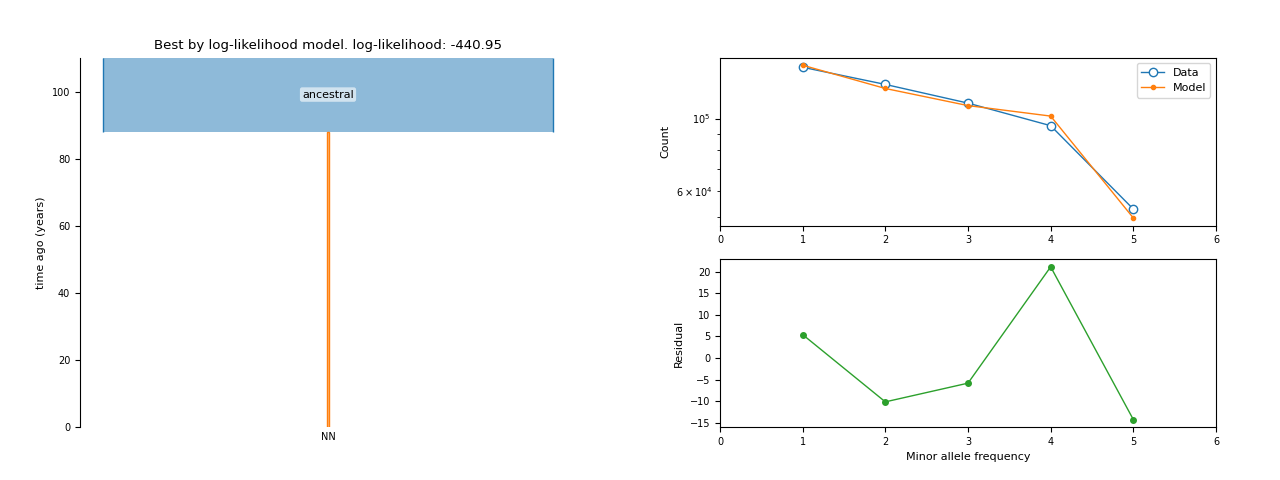 Best by log-likelihood model. log-likelihood: -440.95
time ago (years)
100
80
60
40
20
0
ancestral
NN
Count
10^5
6 × 10^4
Data
Model
0 1 2 3 4 5 6
Residual
20
15
10
5
0
−5
−10
−15
0 1 2 3 4 5 6
Minor allele frequency